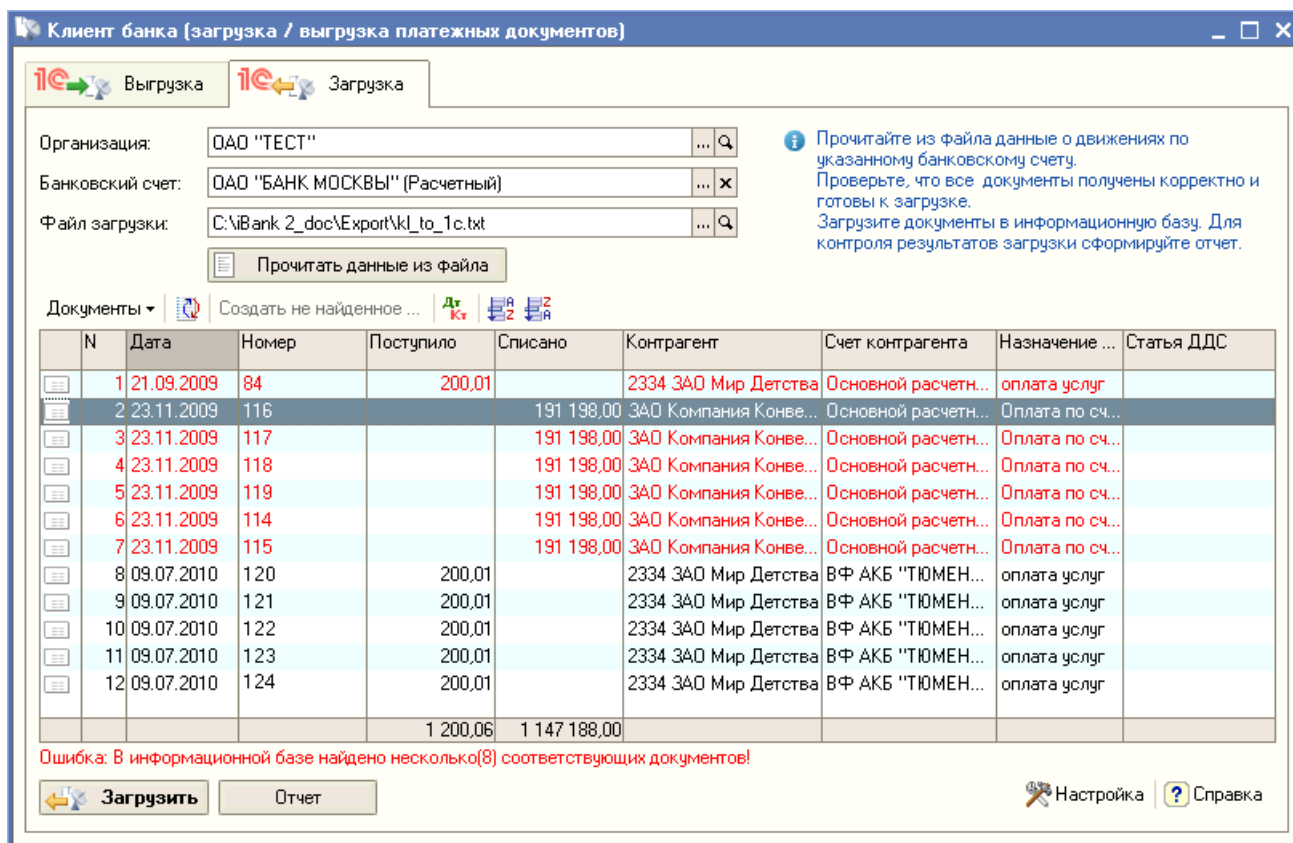 Клиент банка (загрузка / выгрузка платежных документов)
1С Выгрузка 1С Загрузка
Организация: ОАО "ТЕСТ" ...
Банковский счет: ОАО "БАНК МОСКВЫ" (Расчетный) ...
Файл загрузки: C:\iBank 2_doc\Export\kl_to_1c.txt ...
Прочитать данные из файла
Прочитайте из файла данные о движениях по
указанному банковскому счету.
Проверьте, что все документы получены корректно и
готовы к загрузке.
Загрузите документы в информационную базу. Для
контроля результатов загрузки сформируйте отчет.
Документы Создать не найденное ... Дт Кт A Z Z A
N Дата Номер Поступило Списано Контрагент Счет контрагента Назначение ... Статья ДДС
1 21.09.2009 84 200,01 2334 ЗАО Мир Детства Основной расчетн... оплата услуг
2 23.11.2009 116 191 198,00 ЗАО Компания Конве... Основной расчетн... Оплата по сч...
3 23.11.2009 117 191 198,00 ЗАО Компания Конве... Основной расчетн... Оплата по сч...
4 23.11.2009 118 191 198,00 ЗАО Компания Конве... Основной расчетн... Оплата по сч...
5 23.11.2009 119 191 198,00 ЗАО Компания Конве... Основной расчетн... Оплата по сч...
6 23.11.2009 114 191 198,00 ЗАО Компания Конве... Основной расчетн... Оплата по сч...
7 23.11.2009 115 191 198,00 ЗАО Компания Конве... Основной расчетн... Оплата по сч...
8 09.07.2010 120 200,01 2334 ЗАО Мир Детства ВФ АКБ "ТЮМЕН... оплата услуг
9 09.07.2010 121 200,01 2334 ЗАО Мир Детства ВФ АКБ "ТЮМЕН... оплата услуг
10 09.07.2010 122 200,01 2334 ЗАО Мир Детства ВФ АКБ "ТЮМЕН... оплата услуг
11 09.07.2010 123 200,01 2334 ЗАО Мир Детства ВФ АКБ "ТЮМЕН... оплата услуг
12 09.07.2010 124 200,01 2334 ЗАО Мир Детства ВФ АКБ "ТЮМЕН... оплата услуг
1 200,06 1 147 188,00
Ошибка: В информационной базе найдено несколько(8) соответствующих документов!
Загрузить Отчет Настройка ? Справка